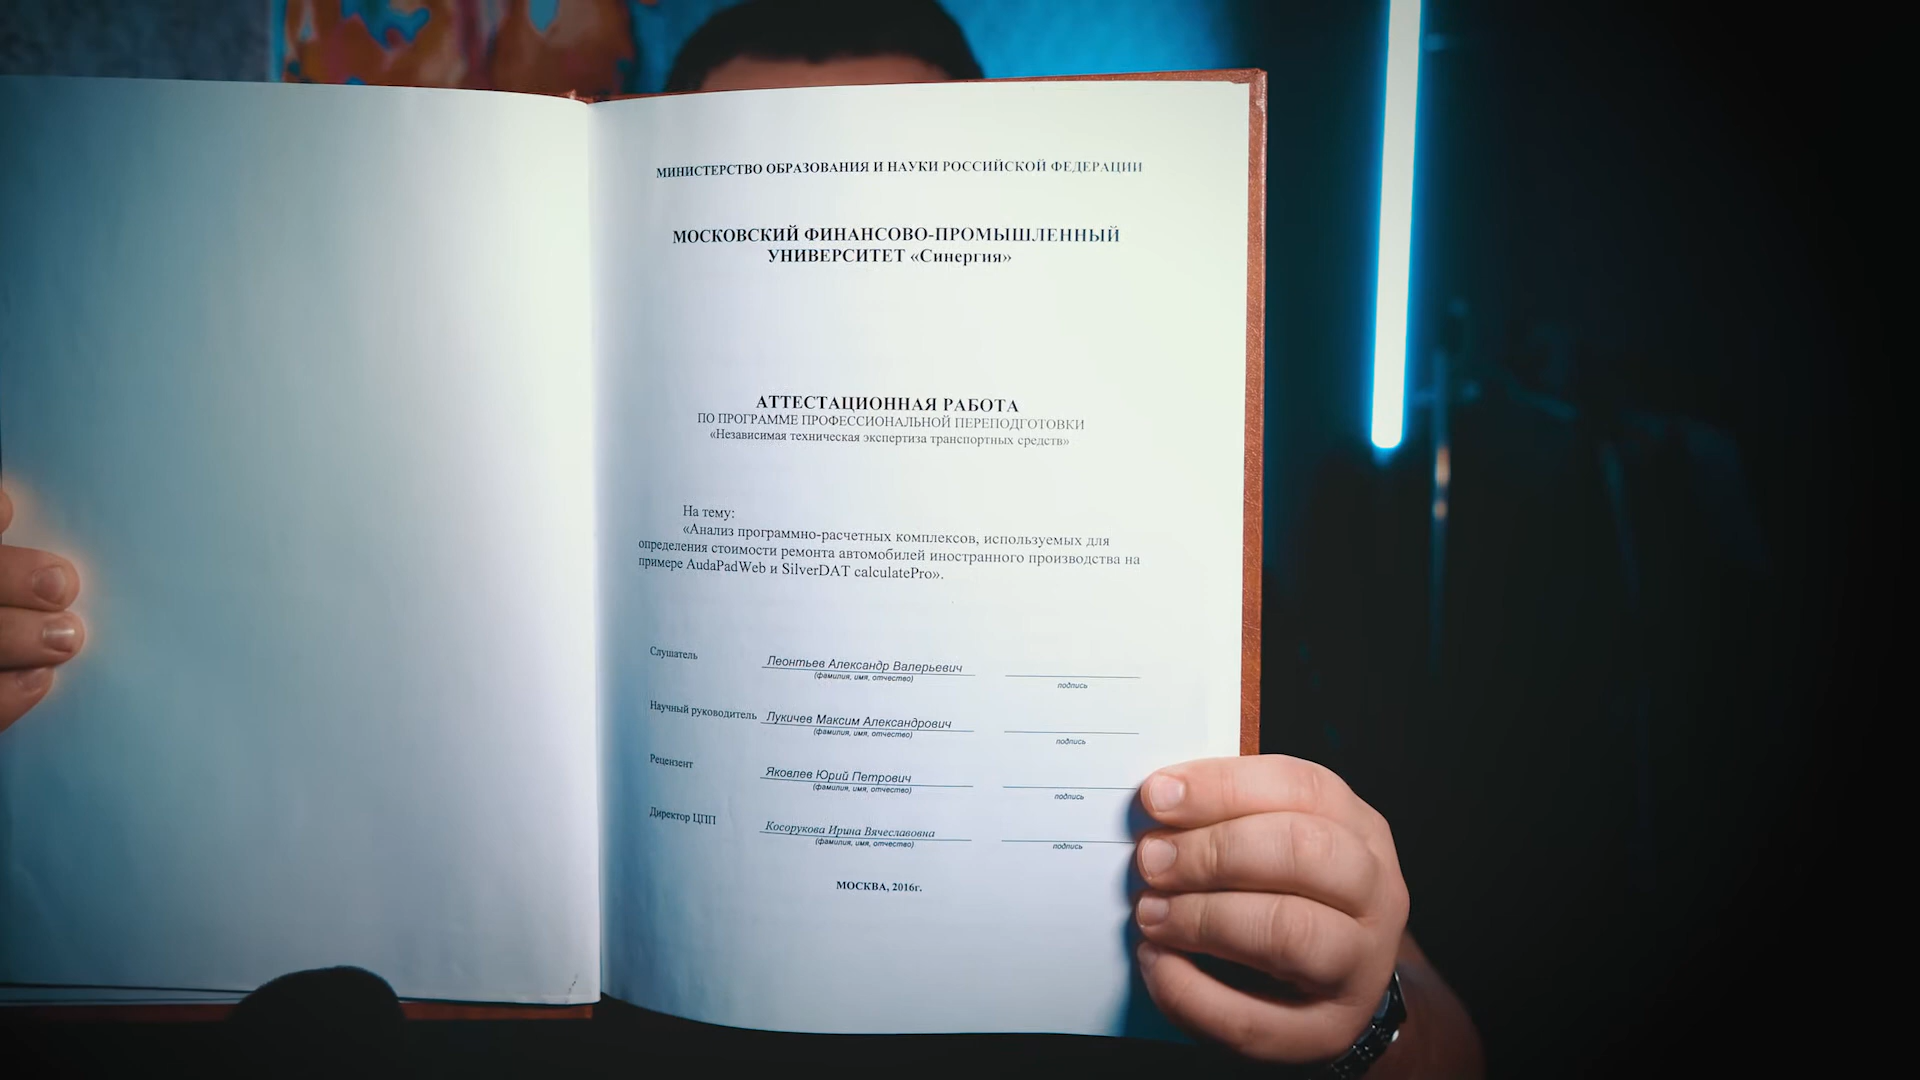 МИНИСТЕРСТВО ОБРАЗОВАНИЯ И НАУКИ РОССИЙСКОЙ ФЕДЕРАЦИИ
МОСКОВСКИЙ ФИНАНСОВО-ПРОМЫШЛЕННЫЙ
УНИВЕРСИТЕТ «Синергия»
АТТЕСТАЦИОННАЯ РАБОТА
ПО ПРОГРАММЕ ПРОФЕССИОНАЛЬНОЙ ПЕРЕПОДГОТОВКИ
«Независимая техническая экспертиза транспортных средств»
На тему:
«Анализ программно-расчетных комплексов, используемых для
определения стоимости ремонта автомобилей иностранного производства на
примере AudaPadWeb и SilverDAT calculatePro».
Слушатель Леонтьев Александр Валерьевич
(фамилия, имя, отчество) подпись
Научный руководитель Лукичев Максим Александрович
(фамилия, имя, отчество) подпись
Рецензент Яковлев Юрий Петрович
(фамилия, имя, отчество) подпись
Директор ЦПП Косорукова Ирина Вячеславовна
(фамилия, имя, отчество) подпись
МОСКВА, 2016г.